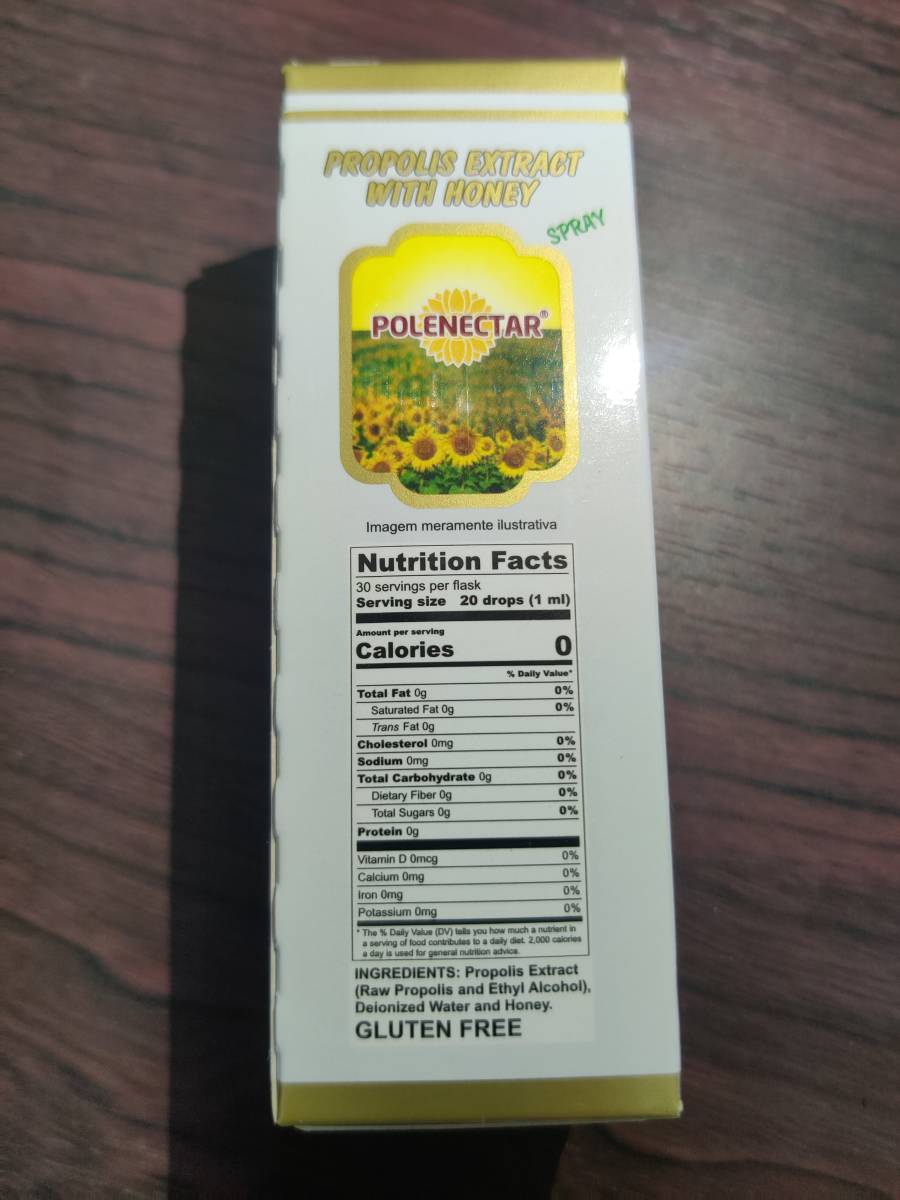 PROPOLIS EXTRACT
WITH HONEY
SPRAY
POLENECTAR®
Imagem meramente ilustrativa
Nutrition Facts
30 servings per flask
Serving size 20 drops (1 ml)
Amount per serving
Calories 0
% Daily Value*
Total Fat 0g 0%
Saturated Fat 0g 0%
Trans Fat 0g
Cholesterol 0mg 0%
Sodium 0mg 0%
Total Carbohydrate 0g 0%
Dietary Fiber 0g 0%
Total Sugars 0g 0%
Protein 0g
Vitamin D 0mcg 0%
Calcium 0mg 0%
Iron 0mg 0%
Potassium 0mg 0%
* The % Daily Value (DV) tells you how much a nutrient in
a serving of food contributes to a daily diet. 2,000 calories
a day is used for general nutrition advice.
INGREDIENTS: Propolis Extract
(Raw Propolis and Ethyl Alcohol),
Deionized Water and Honey.
GLUTEN FREE